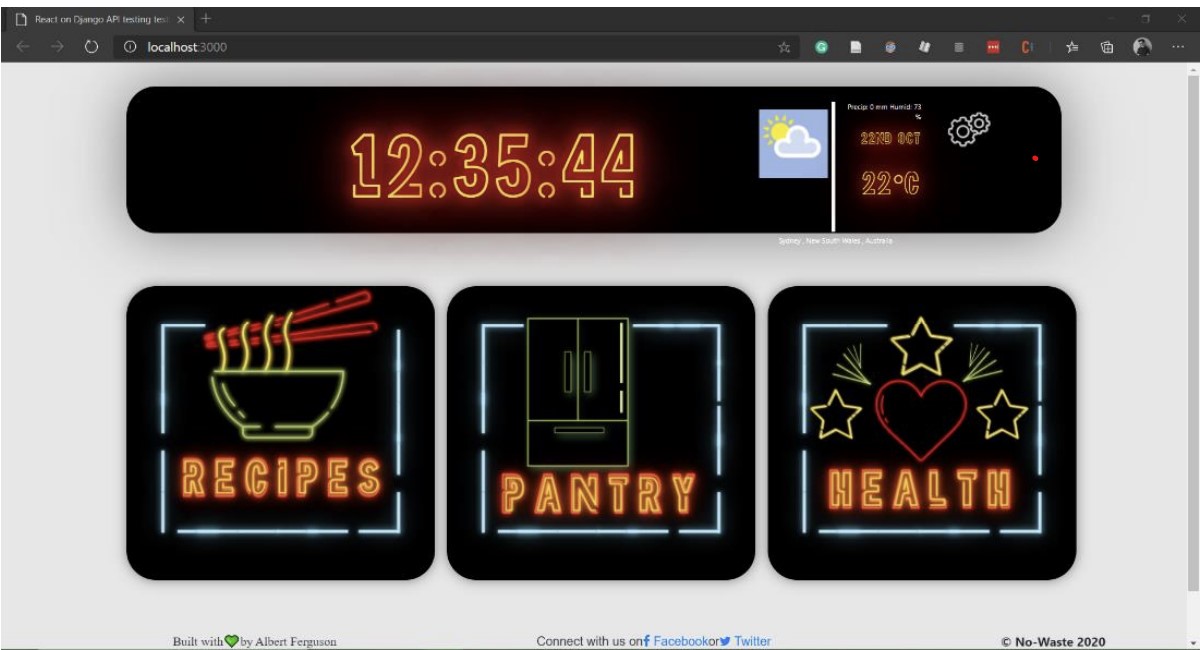 React on Django API testing test
localhost:3000
12:35:44
Precip: 0 mm Humid: 73
%
22ND OCT
22°C
Sydney , New South Wales , Australia
RECIPES
PANTRY
HEALTH
Built with by Albert Ferguson
Connect with us on Facebookor Twitter
© No-Waste 2020